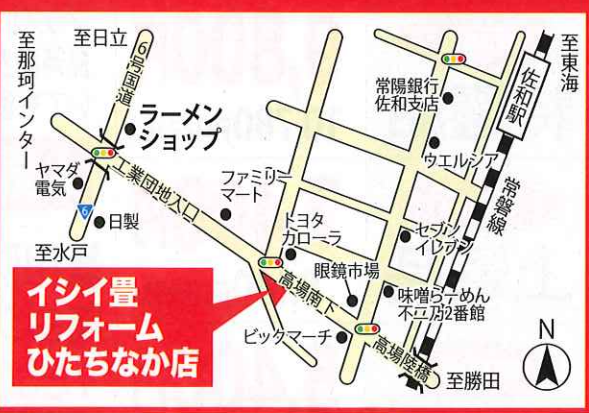 至日立
6号国道
至那珂インター
ラーメン
ショップ
ヤマダ
電気
工業団地入口
6
日製
至水戸
ファミリー
マート
トヨタ
カローラ
高場南下
眼鏡市場
常陽銀行
佐和支店
ウエルシア
セブン
イレブン
味噌らーめん
不二乃2番館
ビックマーチ
高場陸橋
至勝田
佐和駅
常磐線
至東海
イシイ畳
リフォーム
ひたちなか店
N